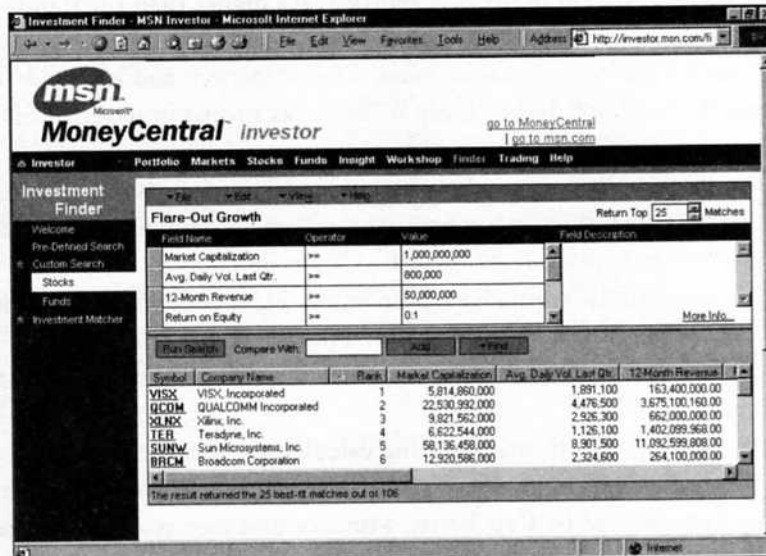 Investment Finder - MSN Investor - Microsoft Internet Explorer
File Edit View Favorites Tools Help Address http://investor.msn.com/fi
msn.
Microsoft
MoneyCentral investor
go to MoneyCentral
| go to msn.com
Investor Portfolio Markets Stocks Funds Insight Workshop Finder Trading Help
Investment
Finder
Welcome
Pre-Defined Search
Custom Search
Stocks
Funds
Investment Matcher
File Edit View Help
Flare-Out Growth Return Top 25 Matches
Field Name Operator Value Field Description
Market Capitalization >= 1,000,000,000
Avg. Daily Vol. Last Qtr. >= 800,000
12-Month Revenue >= 50,000,000
Return on Equity >= 0.1 More Info...
Run Search Compare With: Add Find
Symbol Company Name Rank Market Capitalization Avg. Daily Vol. Last Qtr. 12-Month Revenue
VISX VISX, Incorporated 1 5,814,860,000 1,891,100 163,400,000.00
QCOM QUALCOMM Incorporated 2 22,530,992,000 4,476,500 3,675,100,160.00
XLNX Xilinx, Inc. 3 9,821,562,000 2,926,300 662,000,000.00
TER Teradyne, Inc. 4 6,622,544,000 1,126,100 1,402,099,968.00
SUNW Sun Microsystems, Inc. 5 58,136,458,000 8,901,500 11,092,599,808.00
BRCM Broadcom Corporation 6 12,920,586,000 2,324,600 264,100,000.00
The result returned the 25 best-fit matches out of 106
Internet